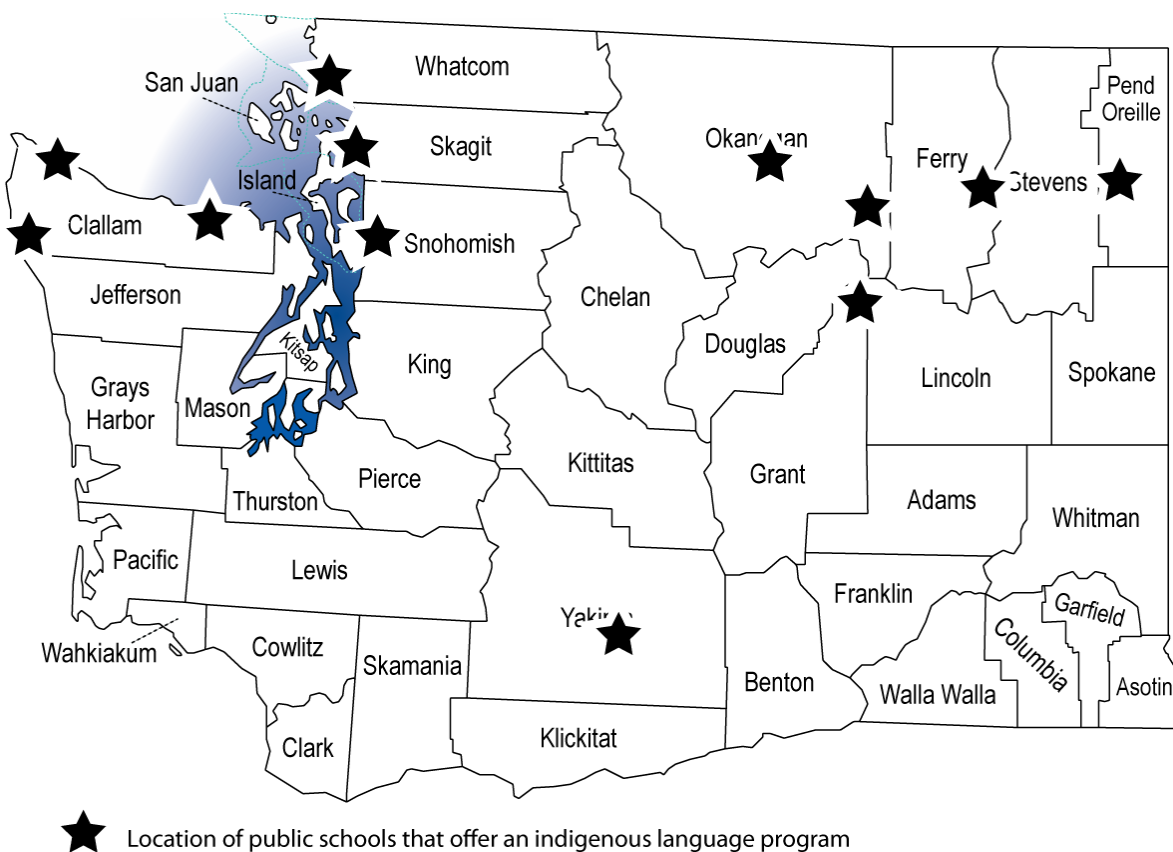 Whatcom
San Juan
Pend
Oreille
Skagit
Ferry
Island
Stevens
Clallam
Snohomish
Jefferson
Chelan
Douglas
Kitsap
King
Lincoln
Spokane
Grays
Harbor
Mason
Kittitas
Grant
Pierce
Thurston
Adams
Whitman
Pacific
Lewis
Franklin
Garfield
Wahkiakum
Cowlitz
Skamania
Columbia
Benton
Walla Walla
Asotin
Clark
Klickitat
Location of public schools that offer an indigenous language program